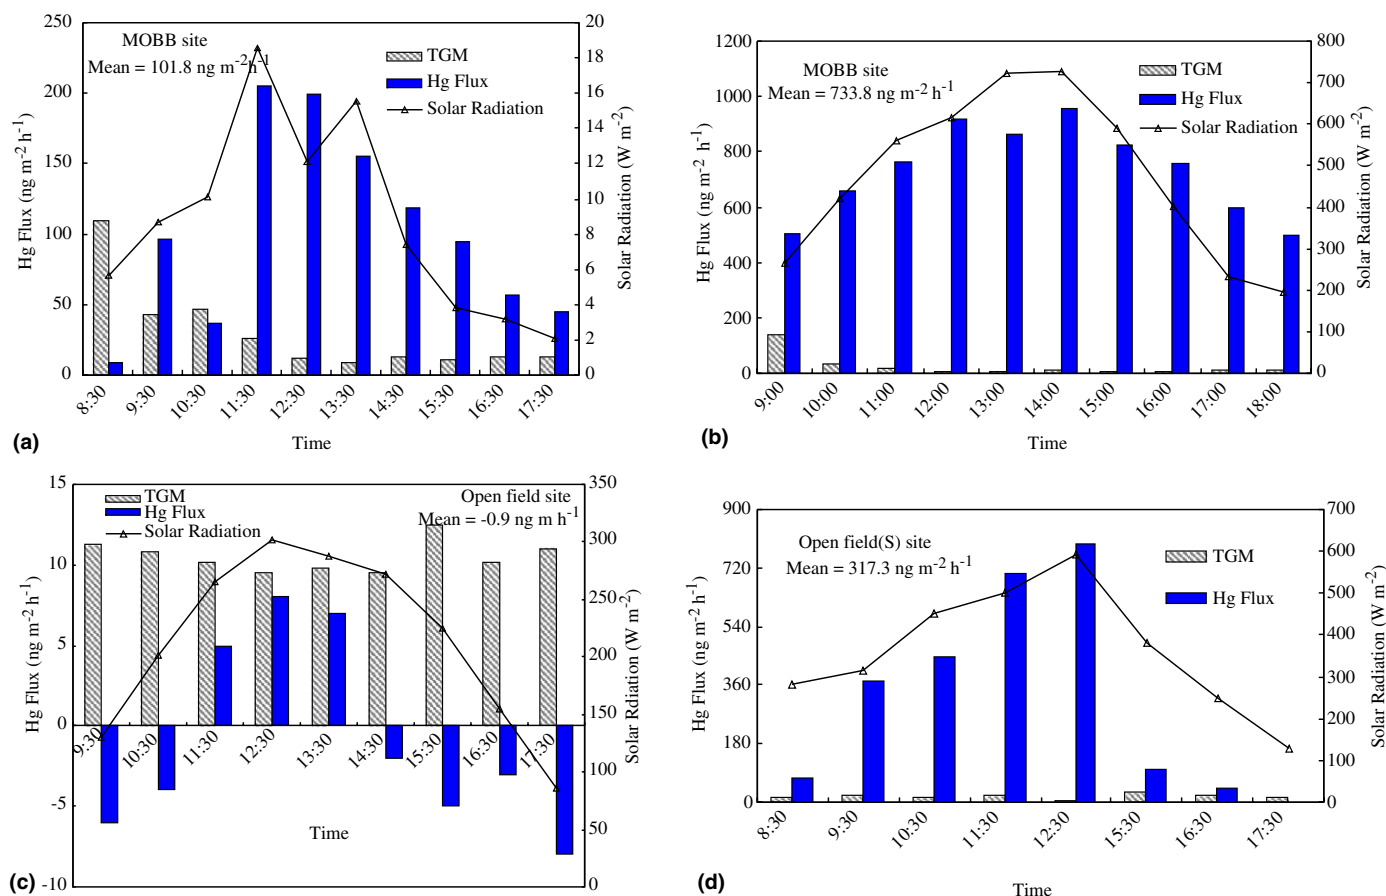 250
200
150
100
50
0
Hg Flux (ng m-2 h-1)
MOBB site
Mean = 101.8 ng m-2h-1
TGM
Hg Flux
Solar Radiation
20
18
16
14
12
10
8
6
4
2
0
Solar Radiation (W m-2)
8:30
9:30
10:30
11:30
12:30
13:30
14:30
15:30
16:30
17:30
Time
(a)
1200
1000
800
600
400
200
0
Hg Flux (ng m-2 h-1)
MOBB site
Mean = 733.8 ng m-2 h-1
TGM
Hg Flux
Solar Radiation
800
700
600
500
400
300
200
100
0
Solar Radiation (W m-2)
9:00
10:00
11:00
12:00
13:00
14:00
15:00
16:00
17:00
18:00
Time
(b)
15
10
5
0
-5
-10
Hg Flux (ng m-2 h-1)
TGM
Hg Flux
Solar Radiation
Open field site
Mean = -0.9 ng m h-1
350
300
250
200
150
100
50
0
Solar Rdiation (W m-2)
9:30
10:30
11:30
12:30
13:30
14:30
15:30
16:30
17:30
Time
(c)
900
720
540
360
180
0
Hg Flux (ng m-2 h-1)
Open field(S) site
Mean = 317.3 ng m-2 h-1
TGM
Hg Flux
700
600
500
400
300
200
100
0
Solar Rdiation (W m-2)
8:30
9:30
10:30
11:30
12:30
15:30
16:30
17:30
Time
(d)